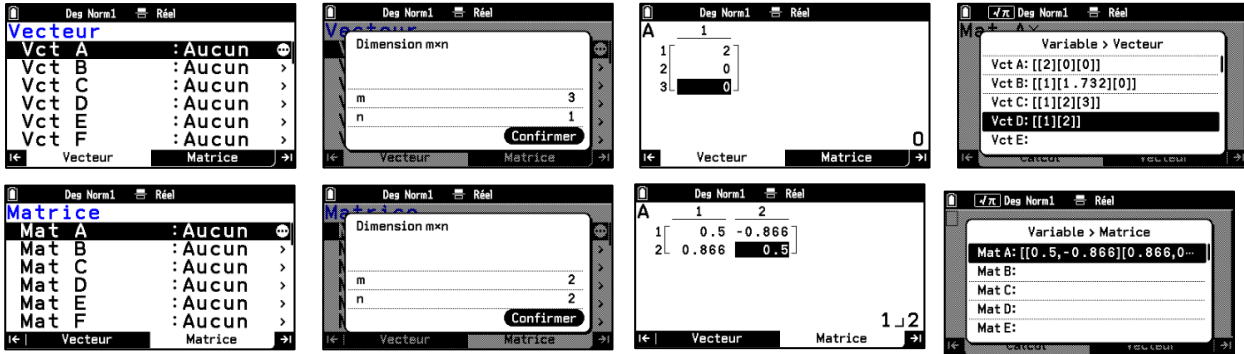 Deg Norm1 Réel
Vecteur
Vct A :Aucun
Vct B :Aucun
Vct C :Aucun
Vct D :Aucun
Vct E :Aucun
Vct F :Aucun
Vecteur Matrice
Deg Norm1 Réel
Dimension m×n
m 3
n 1
Confirmer
Vecteur Matrice
Deg Norm1 Réel
A 1
1 2
2 0
3 0
0
Vecteur Matrice
√π Deg Norm1 Réel
Mat A×
Variable > Vecteur
Vct A: [[2][0][0]]
Vct B: [[1][1.732][0]]
Vct C: [[1][2][3]]
Vct D: [[1][2]]
Vct E:
Calcul Vecteur
Deg Norm1 Réel
Matrice
Mat A :Aucun
Mat B :Aucun
Mat C :Aucun
Mat D :Aucun
Mat E :Aucun
Mat F :Aucun
Vecteur Matrice
Deg Norm1 Réel
Matrice
Dimension m×n
m 2
n 2
Confirmer
Vecteur Matrice
Deg Norm1 Réel
A 1 2
1 0.5 -0.866
2 0.866 0.5
1⌟2
Vecteur Matrice
√π Deg Norm1 Réel
Variable > Matrice
Mat A: [[0.5,-0.866][0.866,0…
Mat B:
Mat C:
Mat D:
Mat E:
Calcul Vecteur